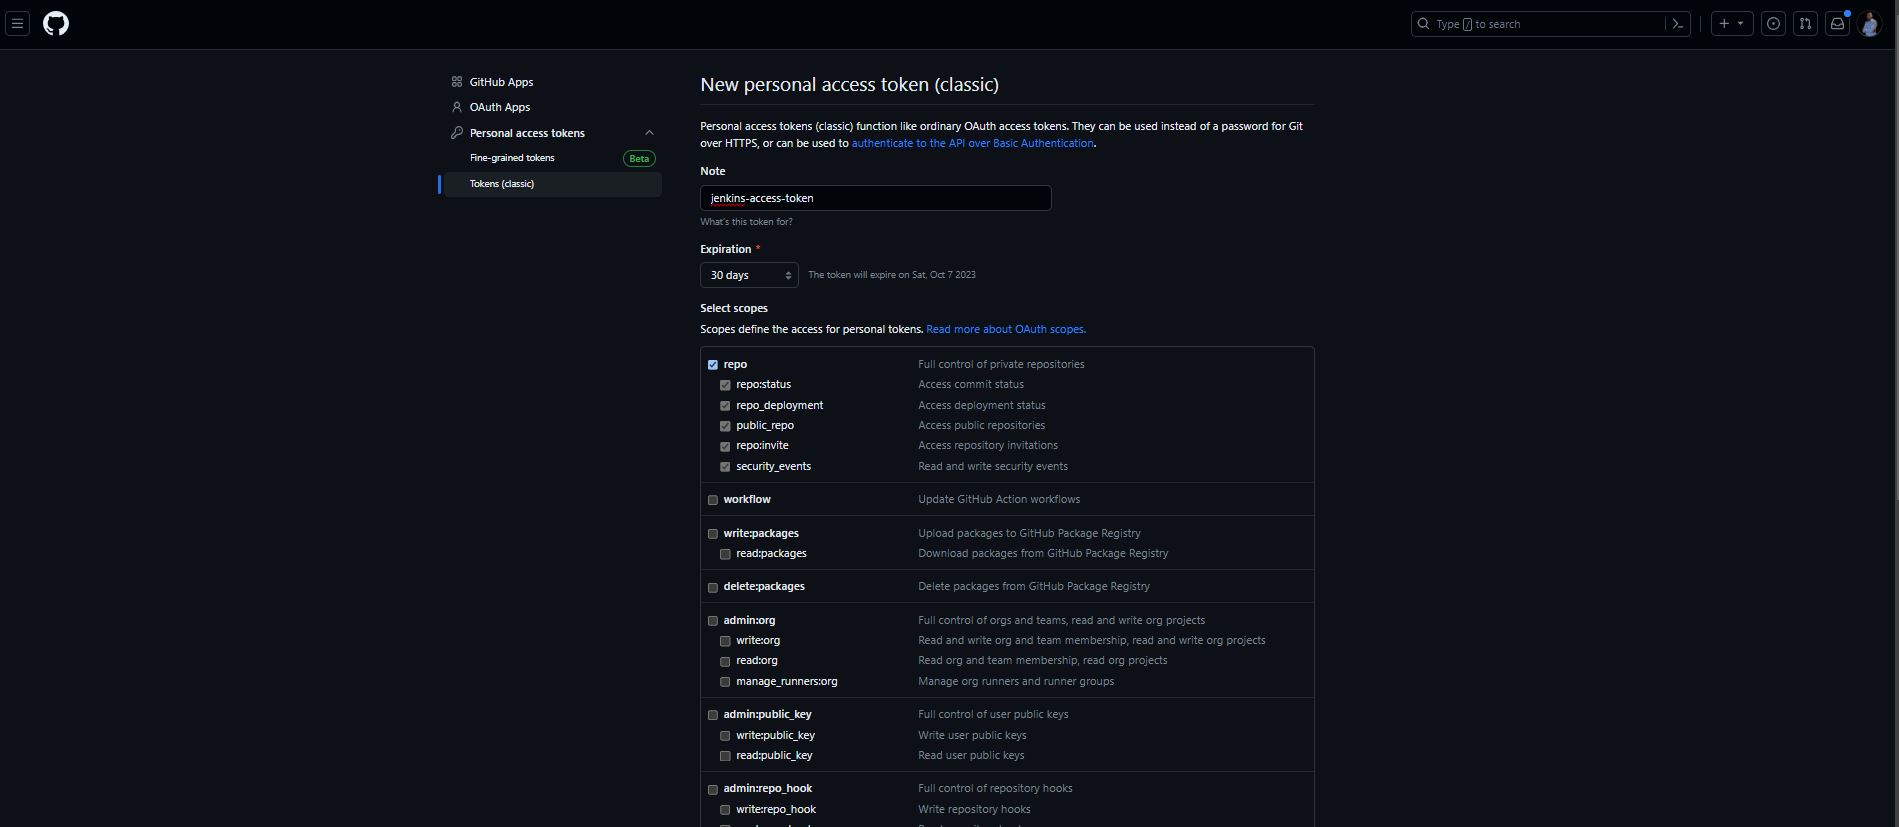 Type / to search
GitHub Apps
OAuth Apps
Personal access tokens
Fine-grained tokens Beta
Tokens (classic)
New personal access token (classic)
Personal access tokens (classic) function like ordinary OAuth access tokens. They can be used instead of a password for Git
over HTTPS, or can be used to authenticate to the API over Basic Authentication.
Note
jenkins-access-token
What's this token for?
Expiration *
30 days The token will expire on Sat, Oct 7 2023
Select scopes
Scopes define the access for personal tokens. Read more about OAuth scopes.
repo Full control of private repositories
repo:status Access commit status
repo_deployment Access deployment status
public_repo Access public repositories
repo:invite Access repository invitations
security_events Read and write security events
workflow Update GitHub Action workflows
write:packages Upload packages to GitHub Package Registry
read:packages Download packages from GitHub Package Registry
delete:packages Delete packages from GitHub Package Registry
admin:org Full control of orgs and teams, read and write org projects
write:org Read and write org and team membership, read and write org projects
read:org Read org and team membership, read org projects
manage_runners:org Manage org runners and runner groups
admin:public_key Full control of user public keys
write:public_key Write user public keys
read:public_key Read user public keys
admin:repo_hook Full control of repository hooks
write:repo_hook Write repository hooks